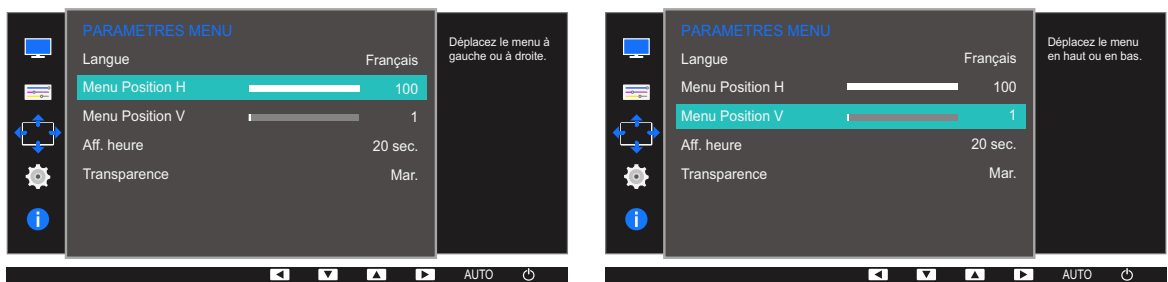 PARAMETRES MENU
Langue Français
Menu Position H 100
Menu Position V 1
Aff. heure 20 sec.
Transparence Mar.
Déplacez le menu à
gauche ou à droite.
AUTO
PARAMETRES MENU
Langue Français
Menu Position H 100
Menu Position V 1
Aff. heure 20 sec.
Transparence Mar.
Déplacez le menu
en haut ou en bas.
AUTO